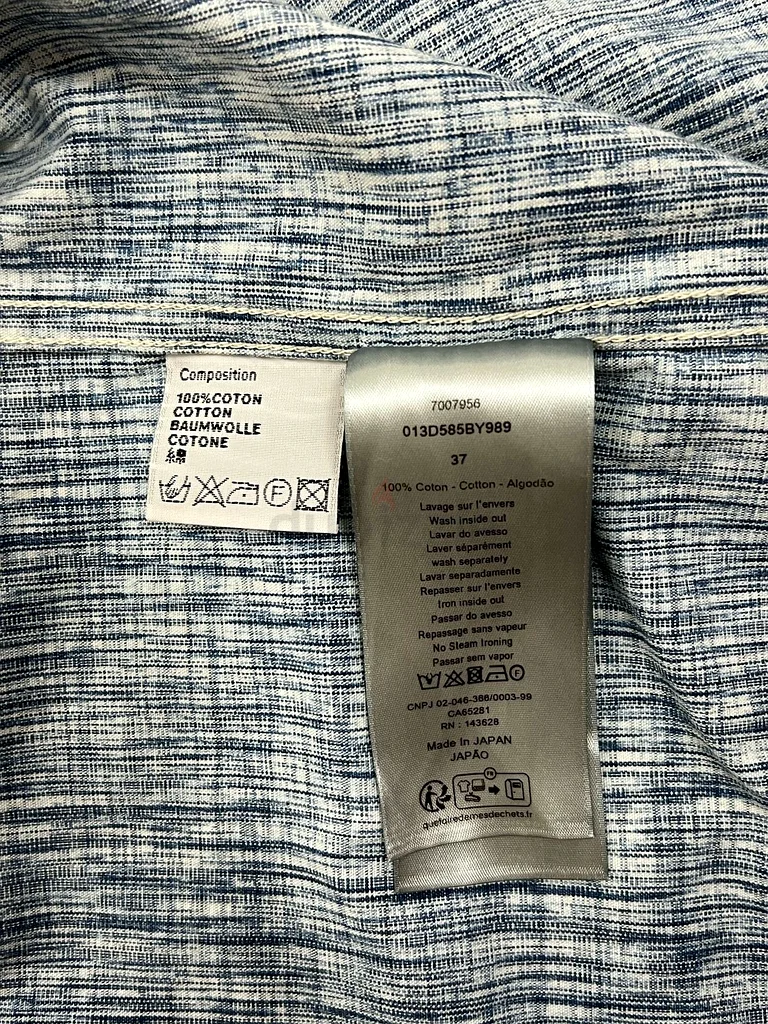 Composition
100%COTON
COTTON
BAUMWOLLE
COTONE
綿
F
7007956
013D585BY989
37
100% Coton - Cotton - Algodão
Lavage sur l'envers
Wash inside out
Lavar do avesso
Laver séparément
wash separately
Lavar separadamente
Repasser sur l'envers
Iron inside out
Passar do avesso
Repassage sans vapeur
No Steam Ironing
Passar sem vapor
F
CNPJ 02-046-366/0003-99
CA65281
RN : 143628
Made In JAPAN
JAPÃO
FR
quefairedemesdechets.fr